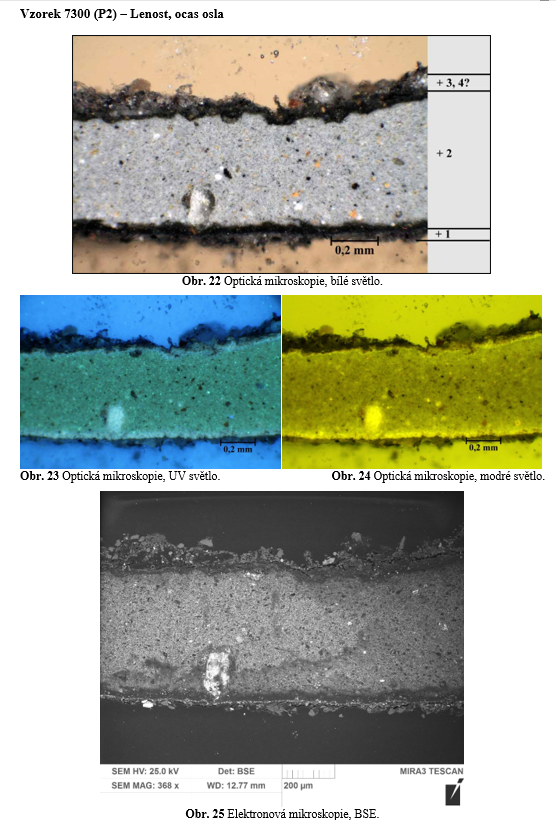 Vzorek 7300 (P2) – Lenost, ocas osla
+ 3, 4?
+ 2
+ 1
0,2 mm
Obr. 22 Optická mikroskopie, bílé světlo.
0,2 mm
0,2 mm
Obr. 23 Optická mikroskopie, UV světlo.
Obr. 24 Optická mikroskopie, modré světlo.
SEM HV: 25.0 kV
Det: BSE
MIRA3 TESCAN
SEM MAG: 368 x
WD: 12.77 mm
200 µm
Obr. 25 Elektronová mikroskopie, BSE.